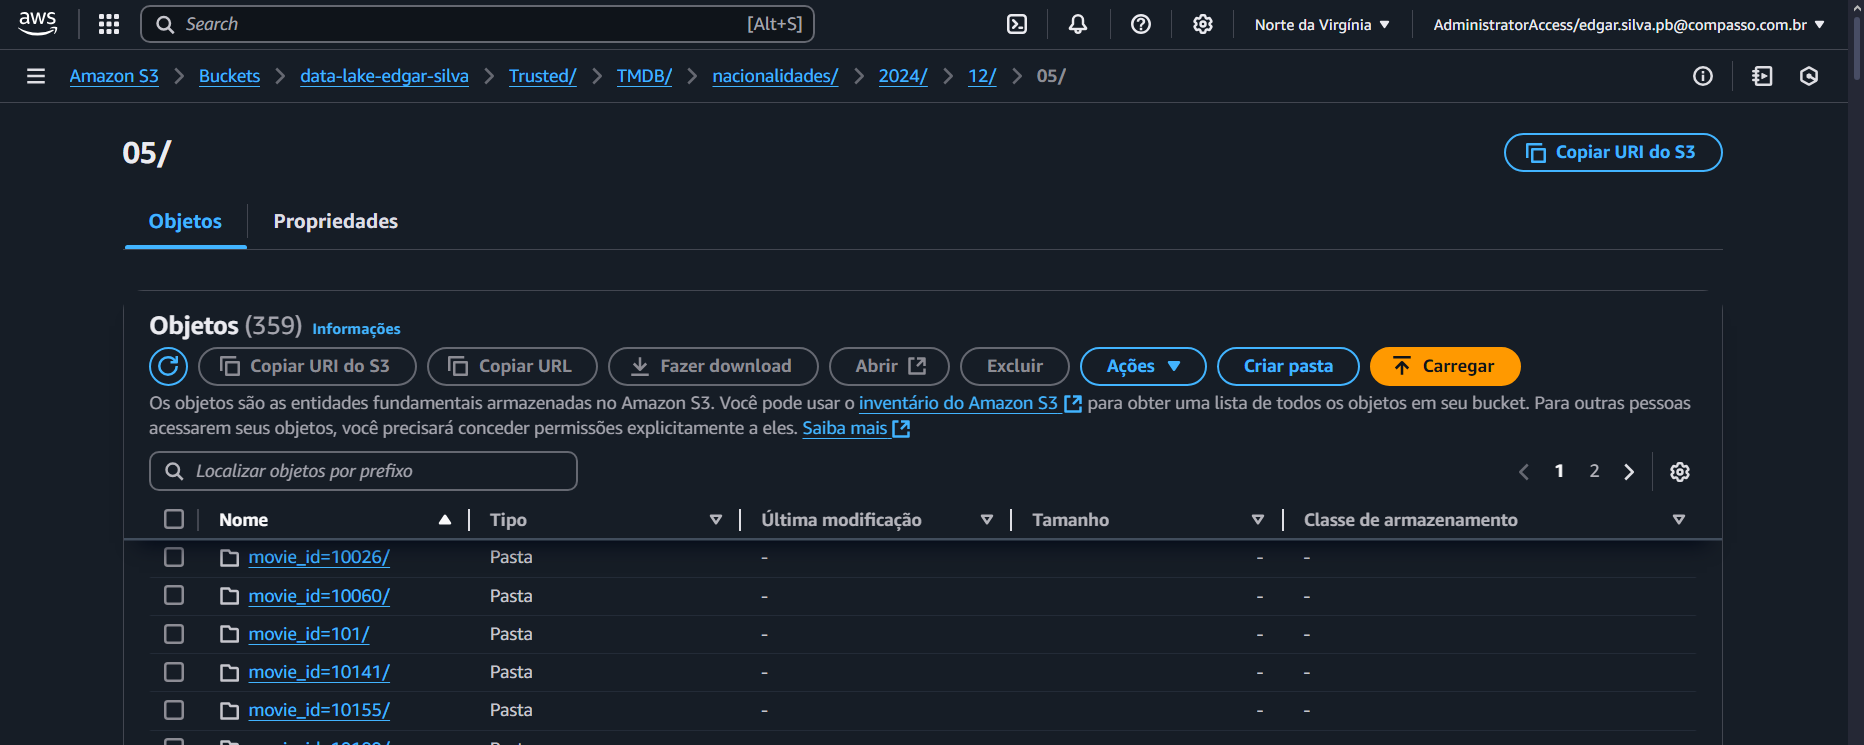 aws
Search [Alt+S] Norte da Virgínia AdministratorAccess/edgar.silva.pb@compasso.com.br
Amazon S3 Buckets data-lake-edgar-silva Trusted/ TMDB/ nacionalidades/ 2024/ 12/ 05/
05/
Copiar URI do S3
Objetos Propriedades
Objetos (359) Informações
Copiar URI do S3 Copiar URL Fazer download Abrir Excluir Ações Criar pasta Carregar
Os objetos são as entidades fundamentais armazenadas no Amazon S3. Você pode usar o inventário do Amazon S3 para obter uma lista de todos os objetos em seu bucket. Para outras pessoas
acessarem seus objetos, você precisará conceder permissões explicitamente a eles. Saiba mais
Localizar objetos por prefixo 1 2
Nome Tipo Última modificação Tamanho Classe de armazenamento
movie_id=10026/ Pasta - - -
movie_id=10060/ Pasta - - -
movie_id=101/ Pasta - - -
movie_id=10141/ Pasta - - -
movie_id=10155/ Pasta - - -